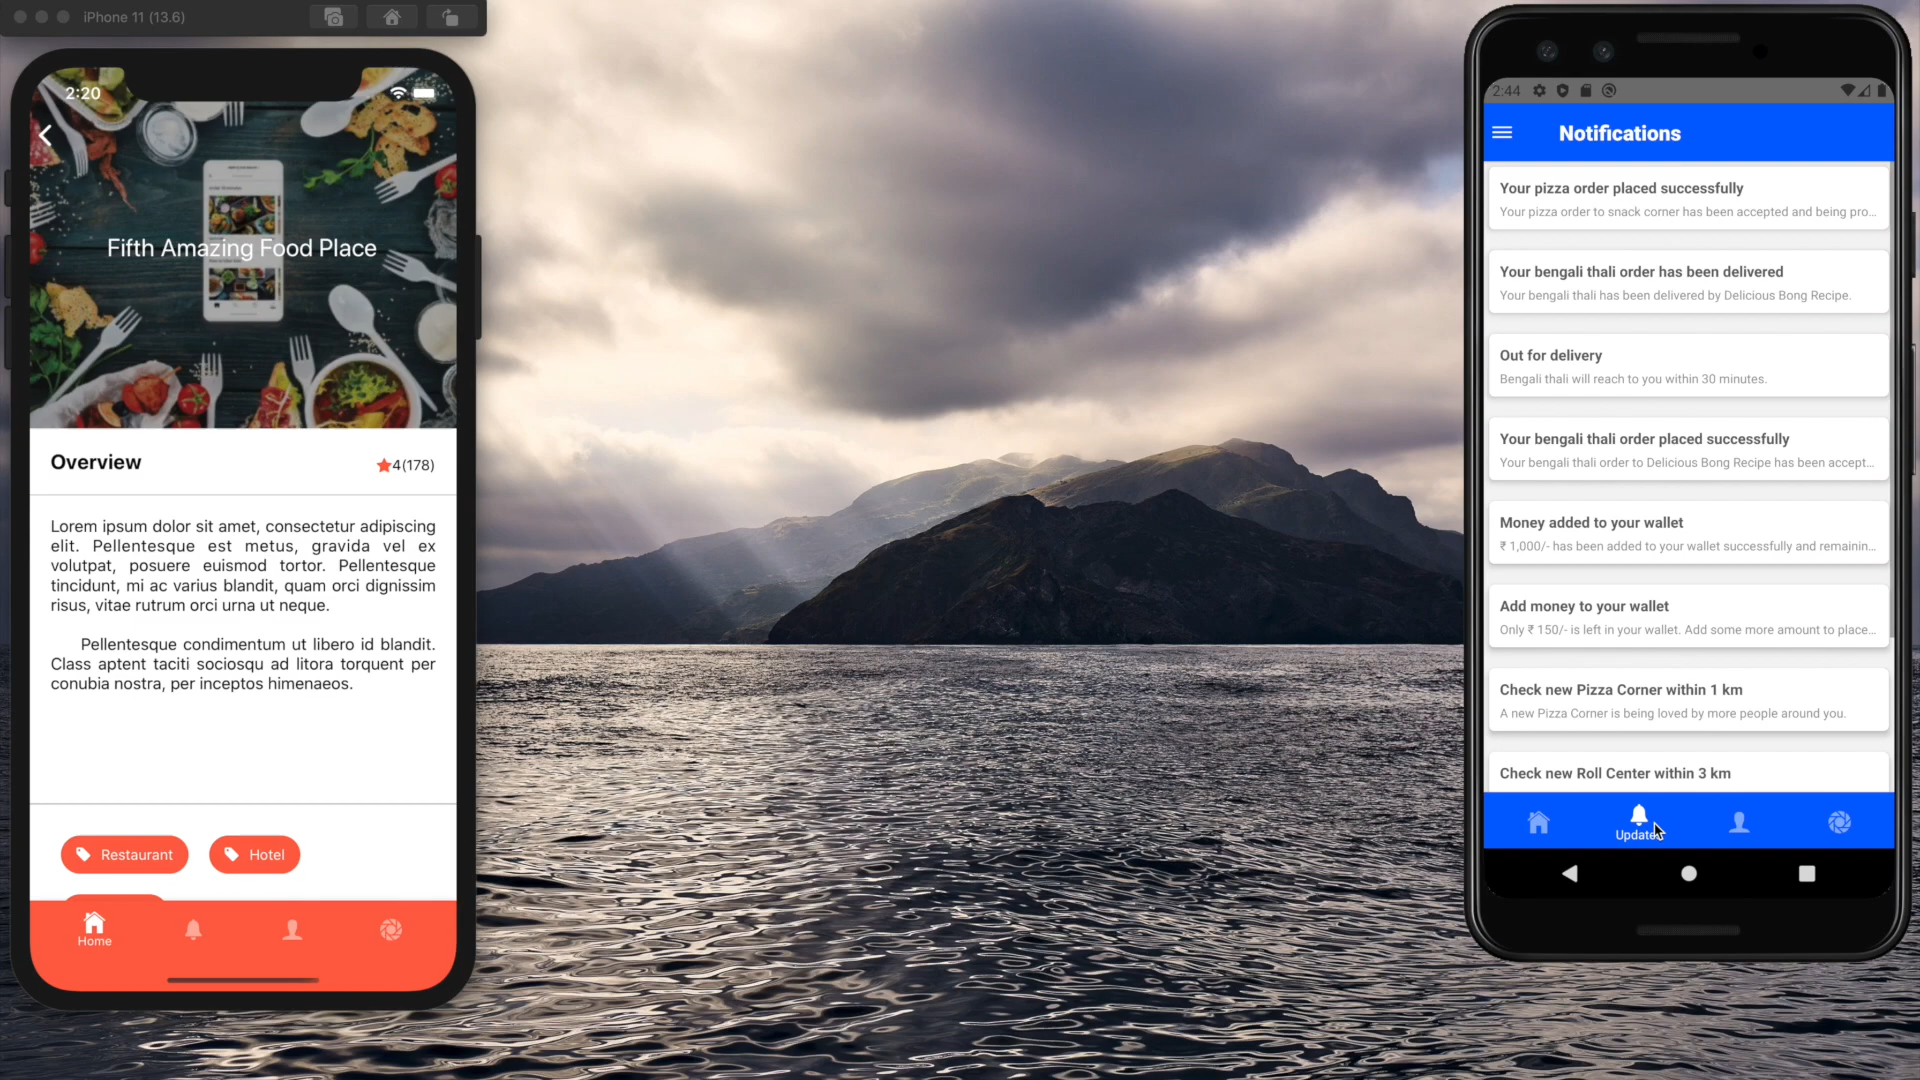 iPhone 11 (13.6)
2:20
Fifth Amazing Food Place
Overview
4(178)
Lorem ipsum dolor sit amet, consectetur adipiscing
elit. Pellentesque est metus, gravida vel ex
volutpat, posuere euismod tortor. Pellentesque
tincidunt, mi ac varius blandit, quam orci dignissim
risus, vitae rutrum orci urna ut neque.
Pellentesque condimentum ut libero id blandit.
Class aptent taciti sociosqu ad litora torquent per
conubia nostra, per inceptos himenaeos.
Restaurant
Hotel
Home
2:44
Notifications
Your pizza order placed successfully
Your pizza order to snack corner has been accepted and being pro...
Your bengali thali order has been delivered
Your bengali thali has been delivered by Delicious Bong Recipe.
Out for delivery
Bengali thali will reach to you within 30 minutes.
Your bengali thali order placed successfully
Your bengali thali order to Delicious Bong Recipe has been accept...
Money added to your wallet
₹ 1,000/- has been added to your wallet successfully and remainin...
Add money to your wallet
Only ₹ 150/- is left in your wallet. Add some more amount to place...
Check new Pizza Corner within 1 km
A new Pizza Corner is being loved by more people around you.
Check new Roll Center within 3 km
Updates